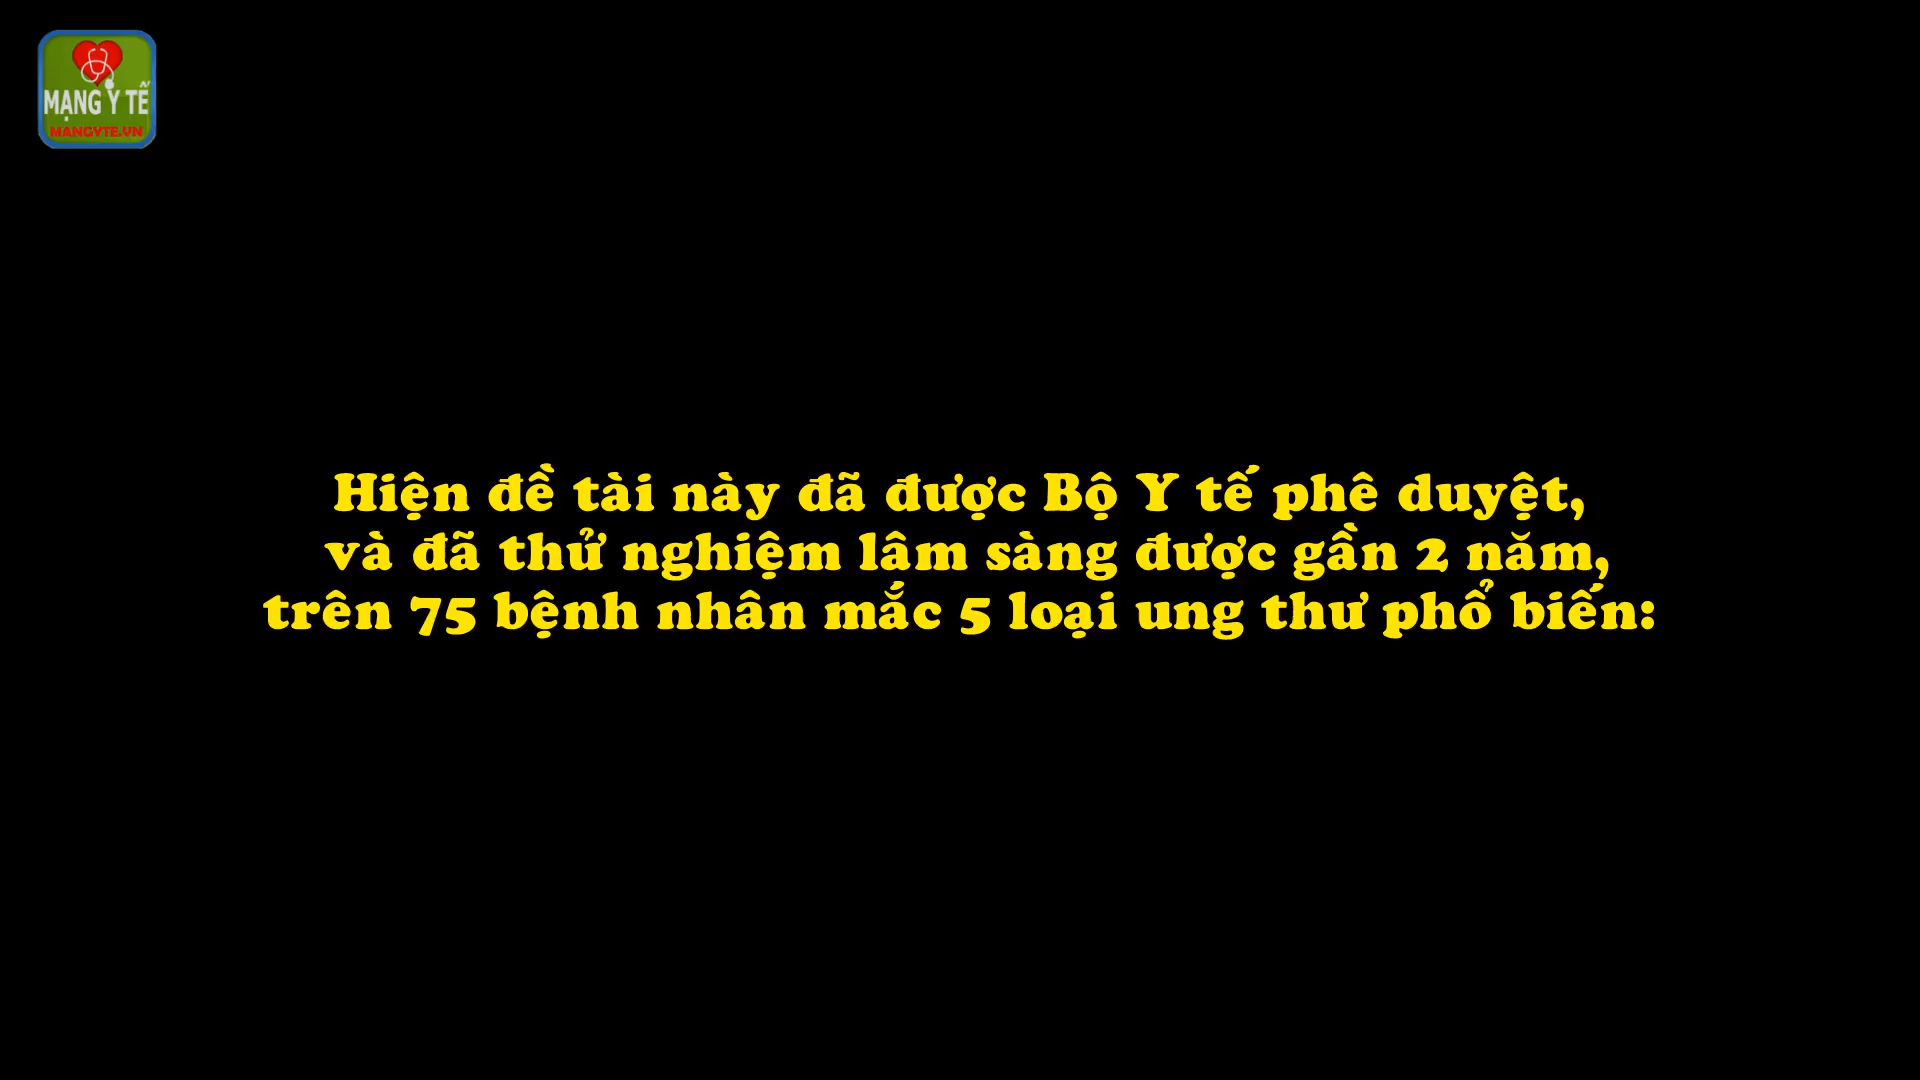 MẠNG Y TẾ
MANGYTE.VN
Hiện đề tài này đã được Bộ Y tế phê duyệt,
và đã thử nghiệm lâm sàng được gần 2 năm,
trên 75 bệnh nhân mắc 5 loại ung thư phổ biến: